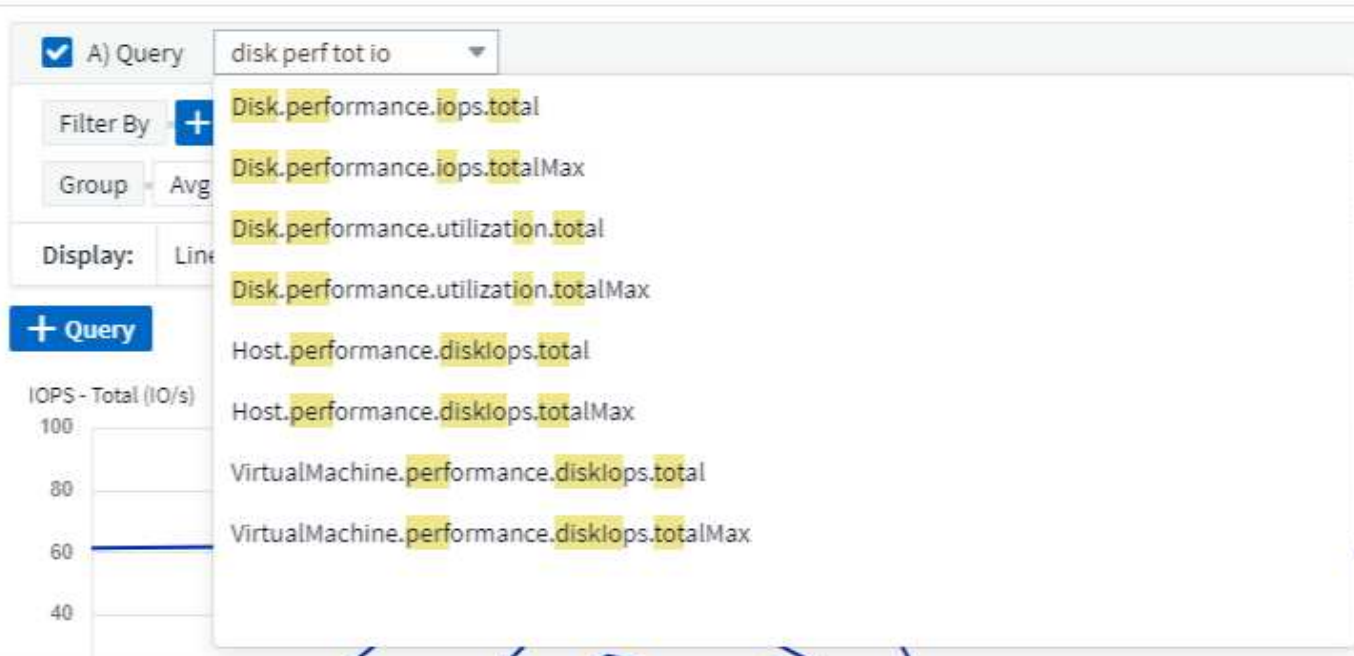 A) Query disk perf tot io
Disk.performance.iops.total
Filter By +
Disk.performance.iops.totalMax
Group Avg
Disk.performance.utilization.total
Display: Line
Disk.performance.utilization.totalMax
+ Query
Host.performance.diskIops.total
IOPS - Total (IO/s)
Host.performance.diskIops.totalMax
100
VirtualMachine.performance.diskIops.total
80
VirtualMachine.performance.diskIops.totalMax
60
40